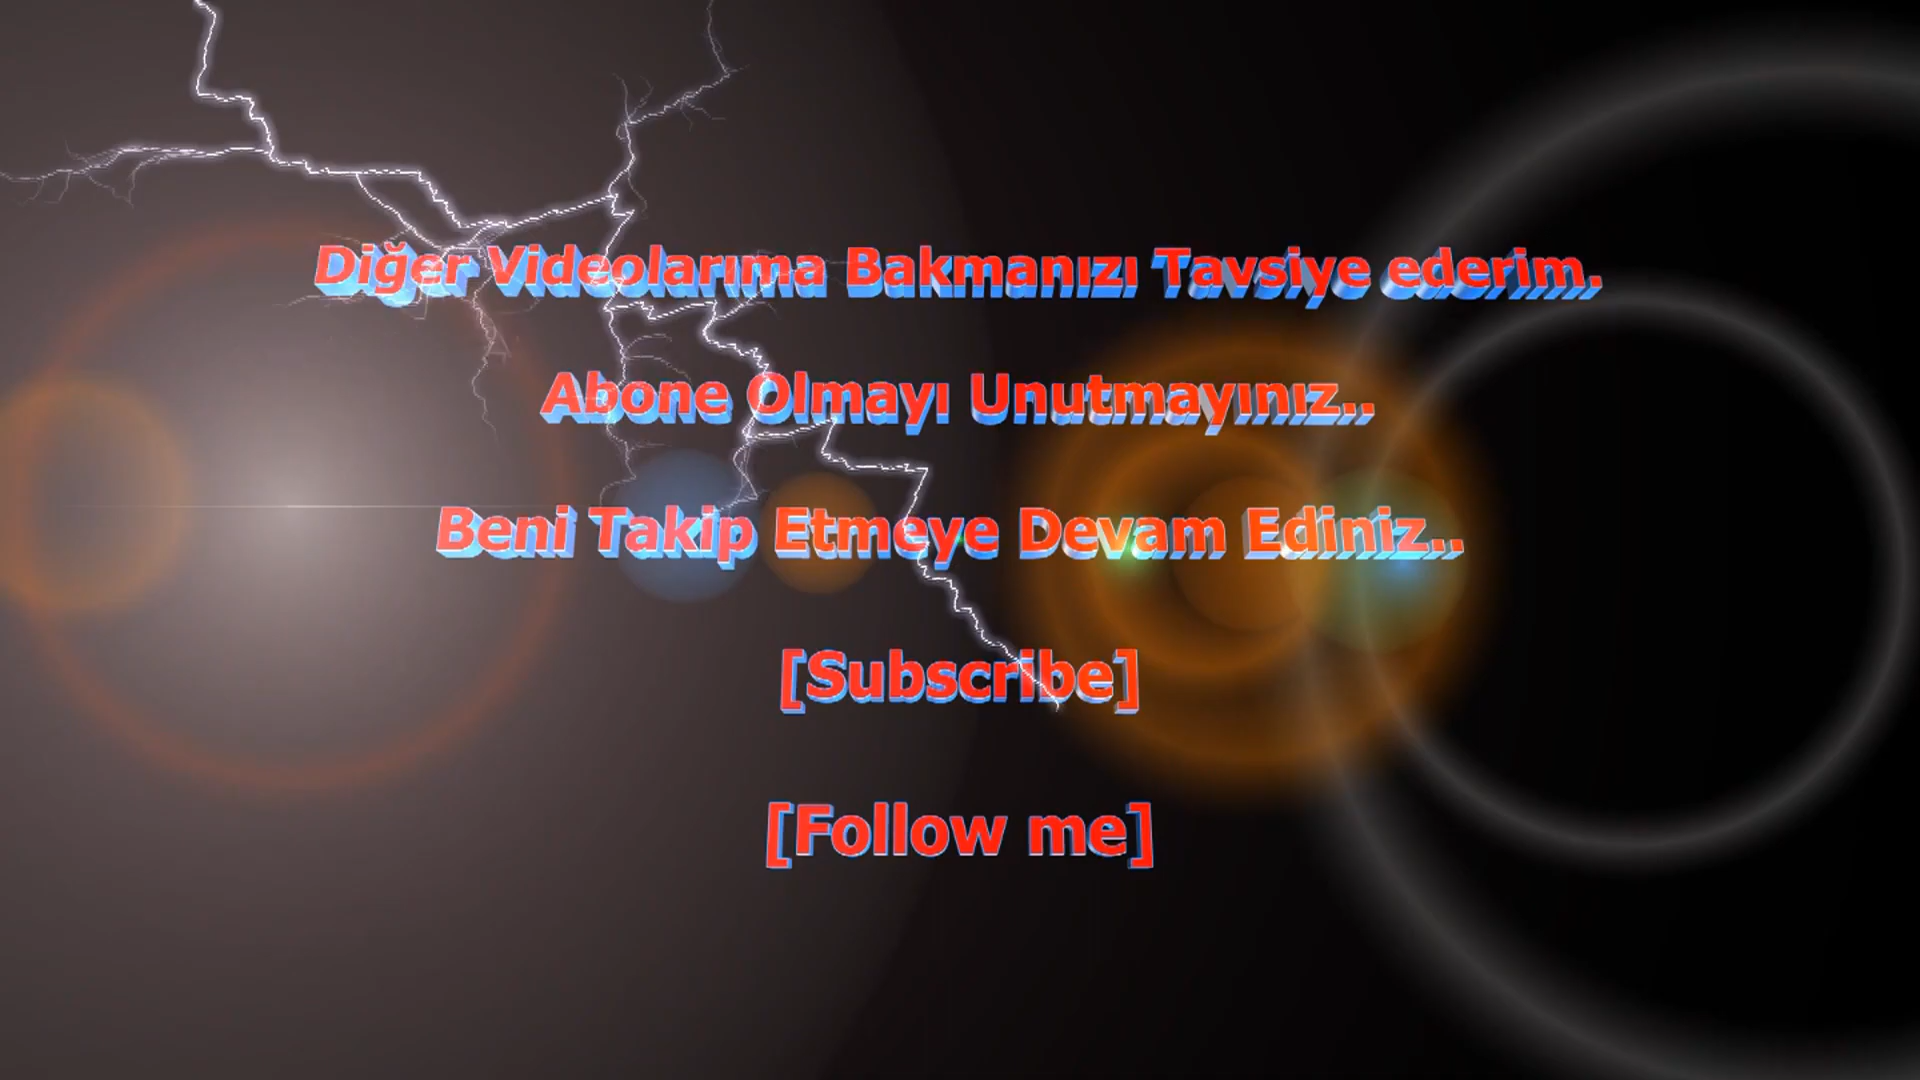 Diğer Videolarıma Bakmanızı Tavsiye ederim.
Abone Olmayı Unutmayınız..
Beni Takip Etmeye Devam Ediniz..
[Subscribe]
[Follow me]